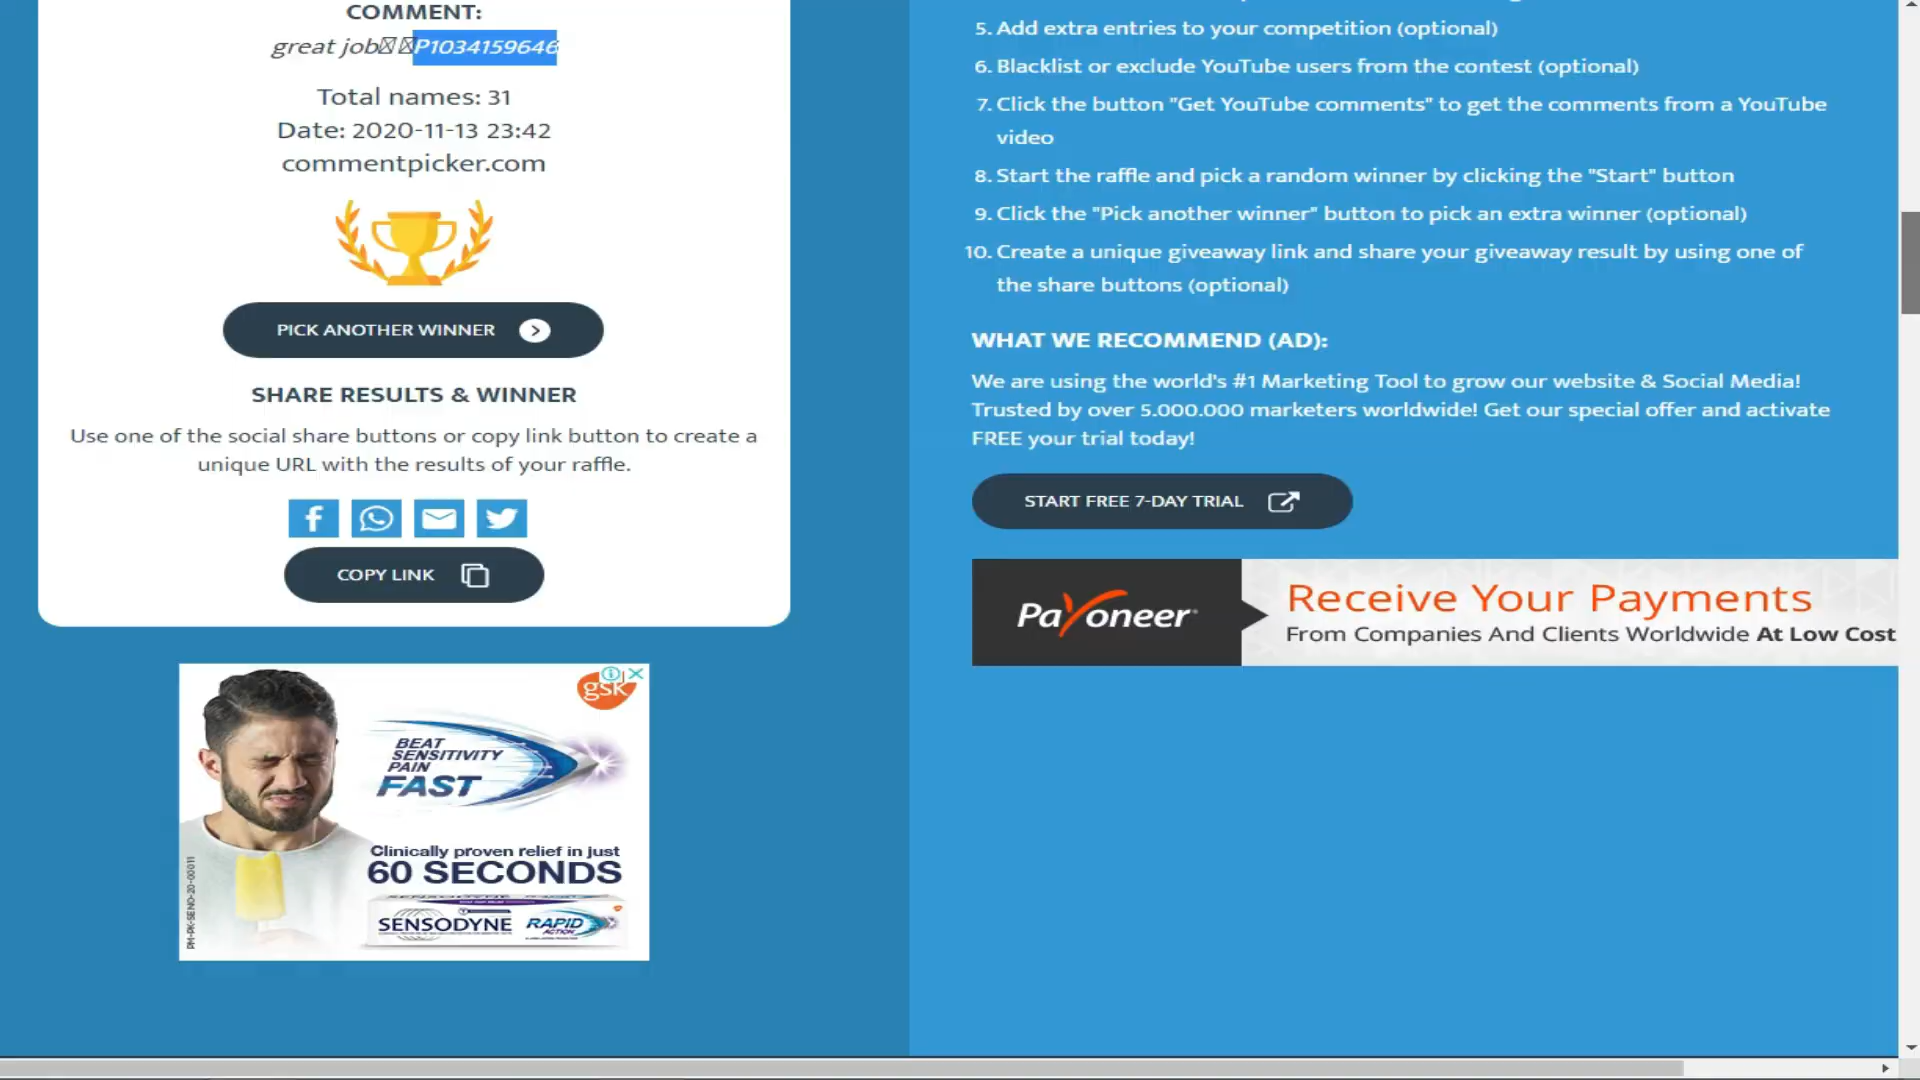 COMMENT:
great jobP1034159646
Total names: 31
Date: 2020-11-13 23:42
commentpicker.com
PICK ANOTHER WINNER
SHARE RESULTS & WINNER
Use one of the social share buttons or copy link button to create a
unique URL with the results of your raffle.
COPY LINK
gsk
BEAT
SENSITIVITY
PAIN
FAST
Clinically proven relief in just
60 SECONDS
SENSODYNE RAPID
ACTION
PM-PK-SENO-20-00011
5. Add extra entries to your competition (optional)
6. Blacklist or exclude YouTube users from the contest (optional)
7. Click the button "Get YouTube comments" to get the comments from a YouTube
video
8. Start the raffle and pick a random winner by clicking the "Start" button
9. Click the "Pick another winner" button to pick an extra winner (optional)
10. Create a unique giveaway link and share your giveaway result by using one of
the share buttons (optional)
WHAT WE RECOMMEND (AD):
We are using the world's #1 Marketing Tool to grow our website & Social Media!
Trusted by over 5.000.000 marketers worldwide! Get our special offer and activate
FREE your trial today!
START FREE 7-DAY TRIAL
Payoneer
Receive Your Payments
From Companies And Clients Worldwide At Low Cost